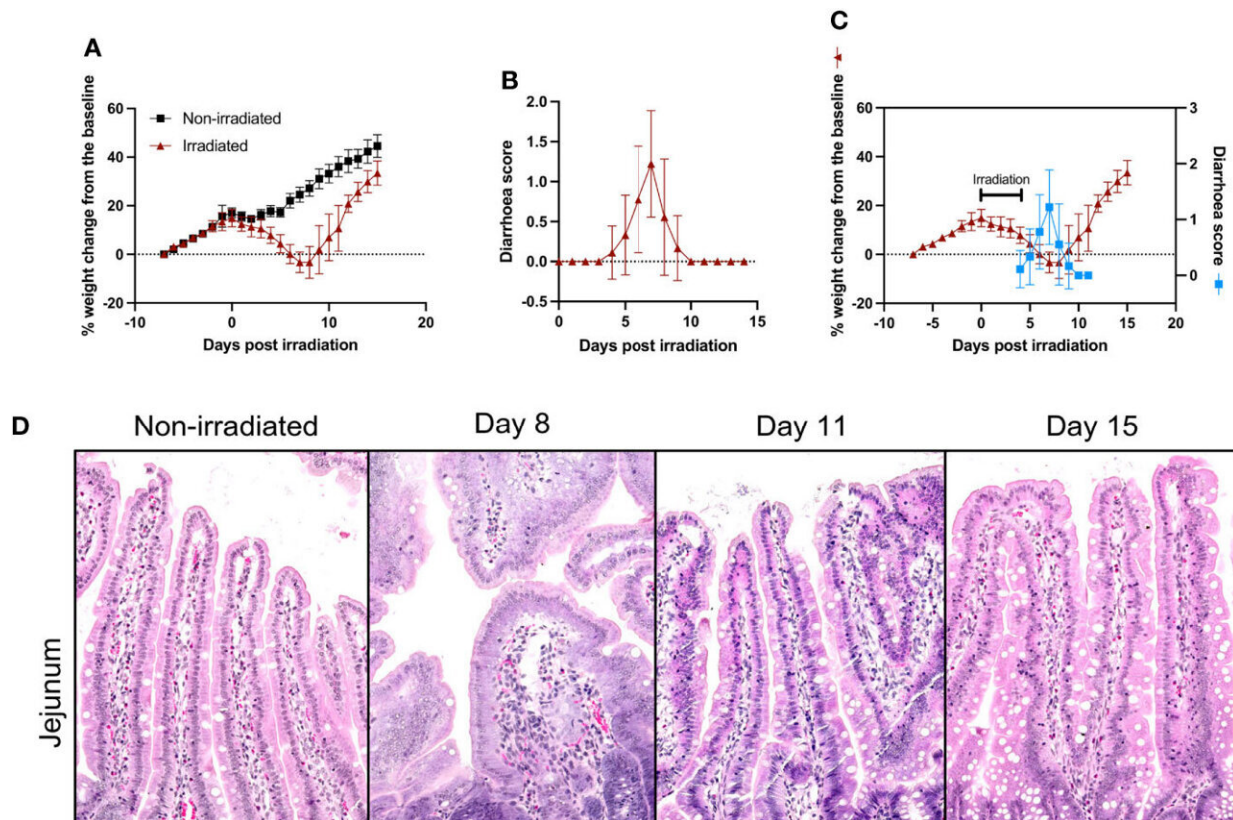 A
% weight change from the baseline
60
40
20
0
-20
-10
0
10
20
Days post irradiation
Non-irradiated
Irradiated
B
Diarrhoea score
2.0
1.5
1.0
0.5
0.0
-0.5
0
5
10
15
Days post irradiation
C
% weight change from the baseline
60
40
20
0
-20
-10
-5
0
5
10
15
20
Days post irradiation
Irradiation
3
2
1
0
Diarrhoea score
D
Non-irradiated
Day 8
Day 11
Day 15
Jejunum